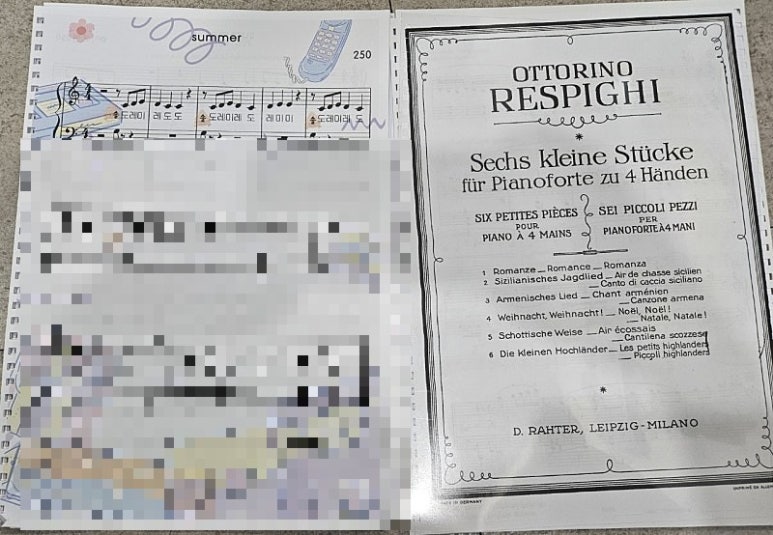 summer
250
솔도레미 레도도 솔도레미레 도 레미미 솔도레미레 도
OTTORINO
RESPIGHI
Sechs kleine Stücke
für Pianoforte zu 4 Händen
SIX PETITES PIÈCES
POUR
PIANO À 4 MAINS
SEI PICCOLI PEZZI
PER
PIANOFORTE À 4 MANI
1 Romanze _ Romance _ Romanza
2 Sizilianisches Jagdlied _ Air de chasse sicilien
_ Canto di caccia siciliano
3 Armenisches Lied _ Chant arménien
_ Canzone armena
4 Weihnacht, Weihnacht! _ Noël, Noël!
_ Natale, Natale!
5 Schottische Weise _ Air écossais
_ Cantilena scozzese
6 Die kleinen Hochländer _ Les petits highlanders
_ Piccoli highlanders
D. RAHTER, LEIPZIG-MILANO